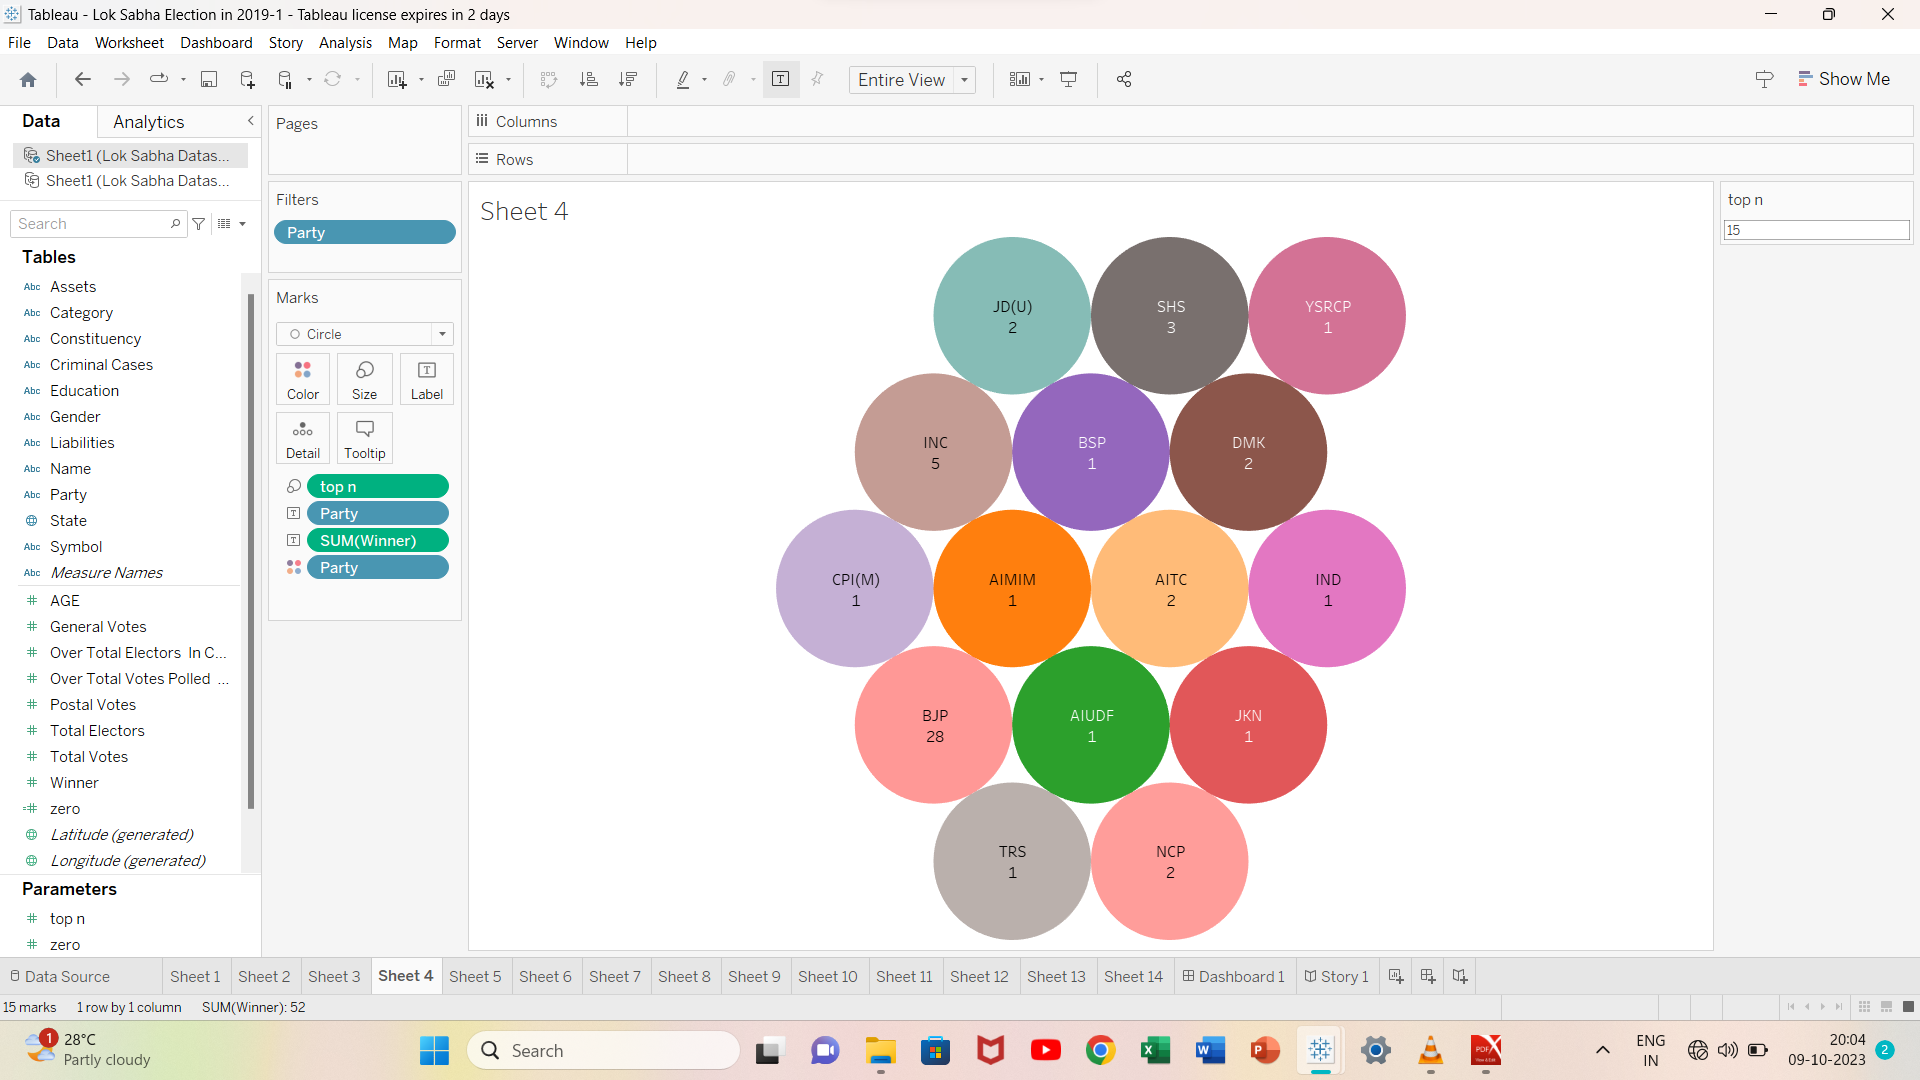 Tableau - Lok Sabha Election in 2019-1 - Tableau license expires in 2 days
File Data Worksheet Dashboard Story Analysis Map Format Server Window Help
Entire View
Show Me
Data Analytics
Sheet1 (Lok Sabha Datas...
Sheet1 (Lok Sabha Datas...
Search
Tables
Abc Assets
Abc Category
Abc Constituency
Abc Criminal Cases
Abc Education
Abc Gender
Abc Liabilities
Abc Name
Abc Party
State
Abc Symbol
Abc Measure Names
# AGE
# General Votes
# Over Total Electors In C...
# Over Total Votes Polled ...
# Postal Votes
# Total Electors
# Total Votes
# Winner
=# zero
Latitude (generated)
Longitude (generated)
Parameters
# top n
# zero
Pages
Filters
Party
Marks
Circle
Color Size Label
Detail Tooltip
top n
Party
SUM(Winner)
Party
Columns
Rows
Sheet 4
JD(U)
2
SHS
3
YSRCP
1
INC
5
BSP
1
DMK
2
CPI(M)
1
AIMIM
1
AITC
2
IND
1
BJP
28
AIUDF
1
JKN
1
TRS
1
NCP
2
top n
15
Data Source Sheet 1 Sheet 2 Sheet 3 Sheet 4 Sheet 5 Sheet 6 Sheet 7 Sheet 8 Sheet 9 Sheet 10 Sheet 11 Sheet 12 Sheet 13 Sheet 14 Dashboard 1 Story 1
15 marks 1 row by 1 column SUM(Winner): 52
1
28°C
Partly cloudy
Search
ENG
IN
20:04
09-10-2023
2